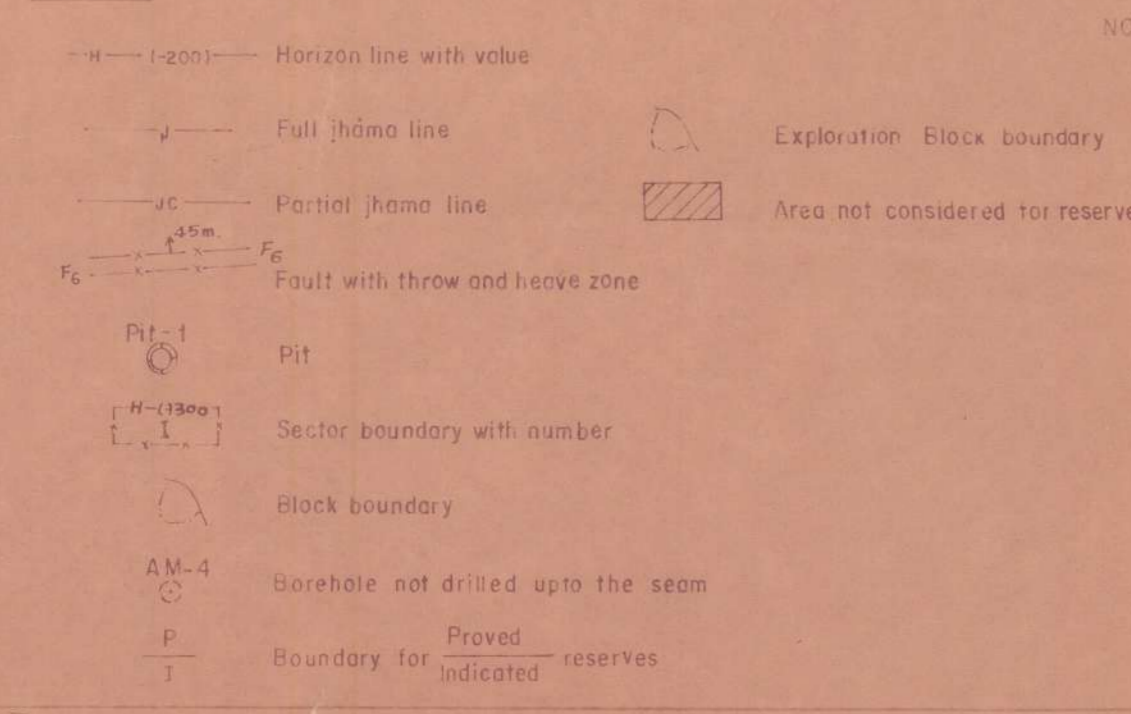 NO
H (-200) Horizon line with value
J Full jhama line
Exploration Block boundary
JC Partial jhama line
Area not considered for reserve
45m.
F6 F6
Fault with throw and heave zone
Pit-1
Pit
H-(-)300
I
Sector boundary with number
Block boundary
AM-4
Borehole not drilled upto the seam
P
I
Boundary for Proved
Indicated reserves